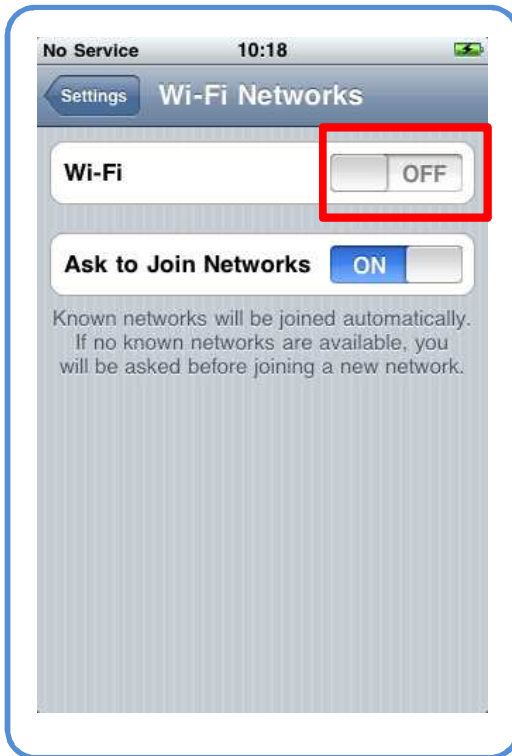 No Service 10:18
Settings Wi-Fi Networks
Wi-Fi OFF
Ask to Join Networks ON
Known networks will be joined automatically.
If no known networks are available, you
will be asked before joining a new network.